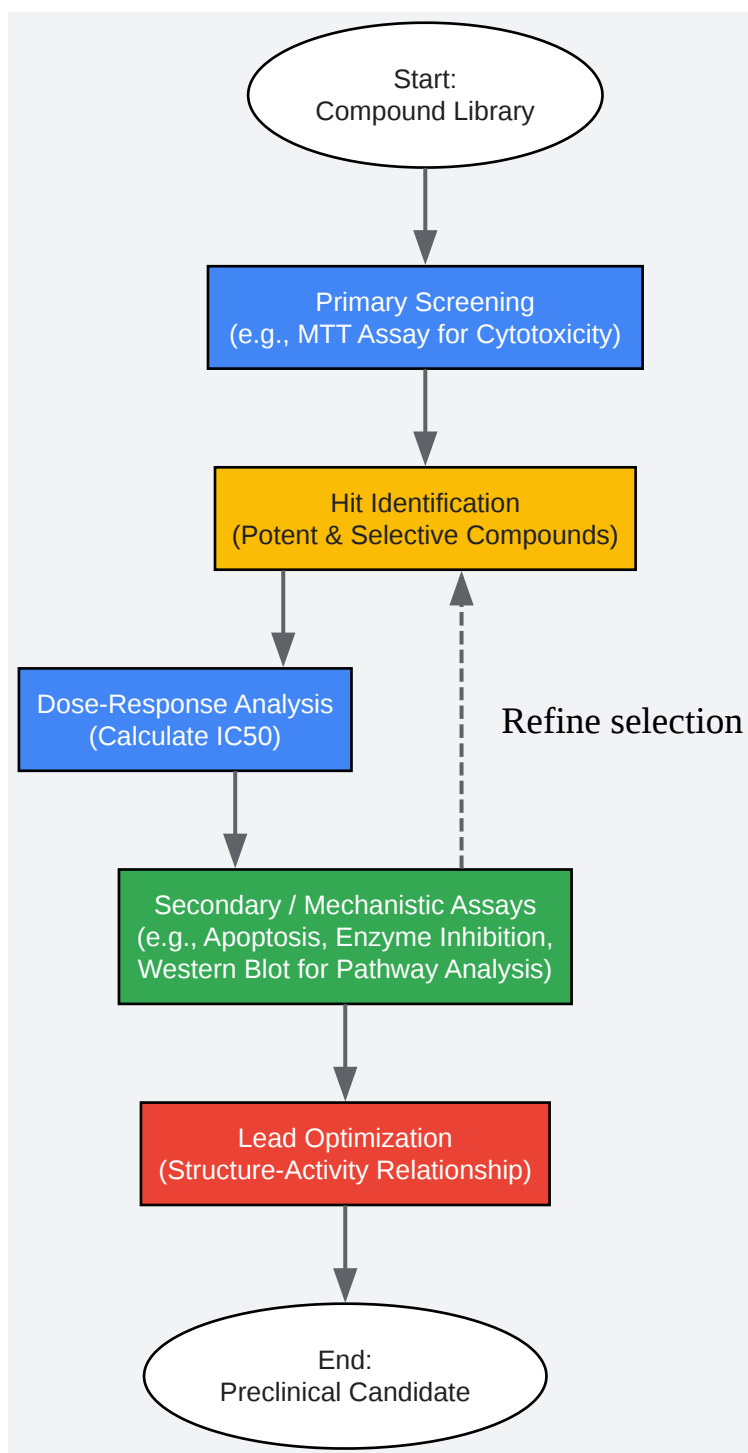 Start:
Compound Library
Primary Screening
(e.g., MTT Assay for Cytotoxicity)
Hit Identification
(Potent & Selective Compounds)
Dose-Response Analysis
(Calculate IC50)
Refine selection
Secondary / Mechanistic Assays
(e.g., Apoptosis, Enzyme Inhibition,
Western Blot for Pathway Analysis)
Lead Optimization
(Structure-Activity Relationship)
End:
Preclinical Candidate